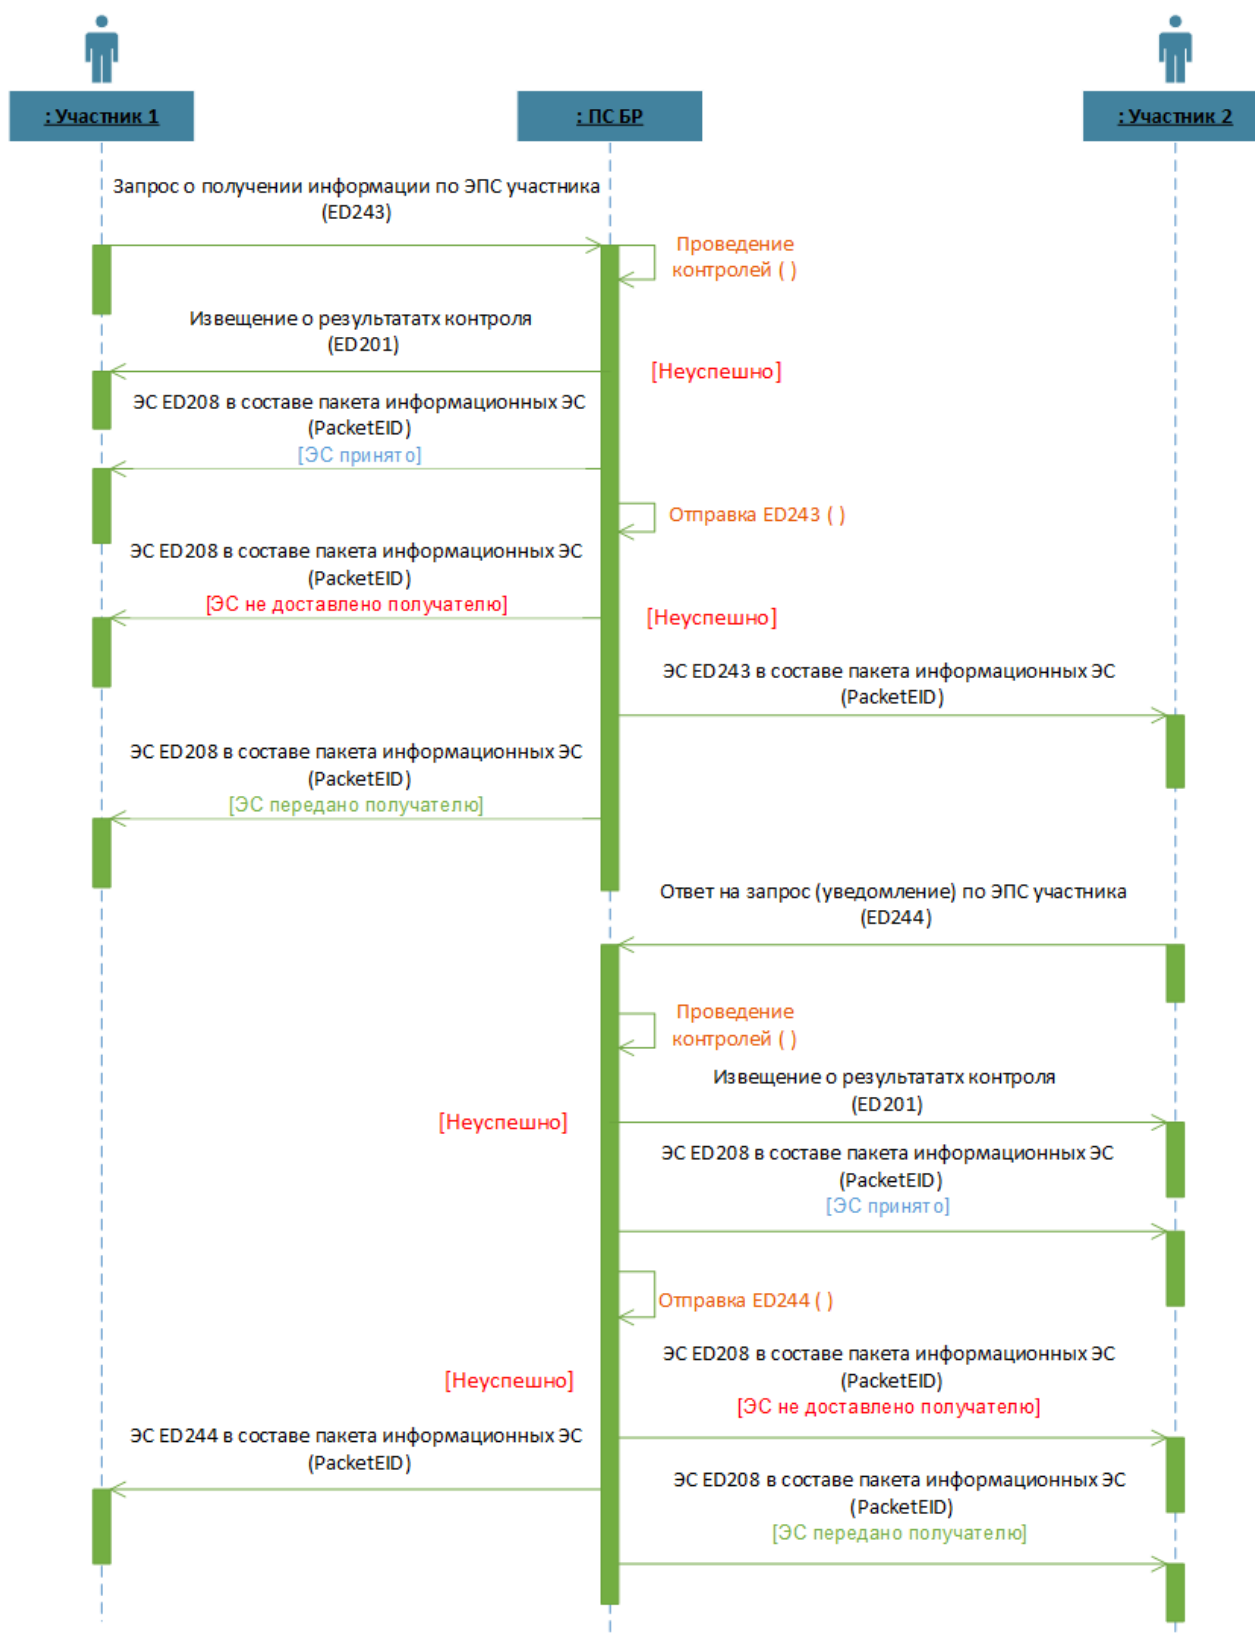 : Участник 1
: ПС БР
: Участник 2
Запрос о получении информации по ЭПС участника
(ED243)
Проведение
контролей ( )
Извещение о результататх контроля
(ED201)
[Неуспешно]
ЭС ED208 в составе пакета информационных ЭС
(PacketEID)
[ЭС принято]
Отправка ED243 ( )
ЭС ED208 в составе пакета информационных ЭС
(PacketEID)
[ЭС не доставлено получателю]
[Неуспешно]
ЭС ED243 в составе пакета информационных ЭС
(PacketEID)
ЭС ED208 в составе пакета информационных ЭС
(PacketEID)
[ЭС передано получателю]
Ответ на запрос (уведомление) по ЭПС участника
(ED244)
Проведение
контролей ( )
Извещение о результататх контроля
(ED201)
[Неуспешно]
ЭС ED208 в составе пакета информационных ЭС
(PacketEID)
[ЭС принято]
Отправка ED244 ( )
ЭС ED208 в составе пакета информационных ЭС
(PacketEID)
[ЭС не доставлено получателю]
[Неуспешно]
ЭС ED244 в составе пакета информационных ЭС
(PacketEID)
ЭС ED208 в составе пакета информационных ЭС
(PacketEID)
[ЭС передано получателю]